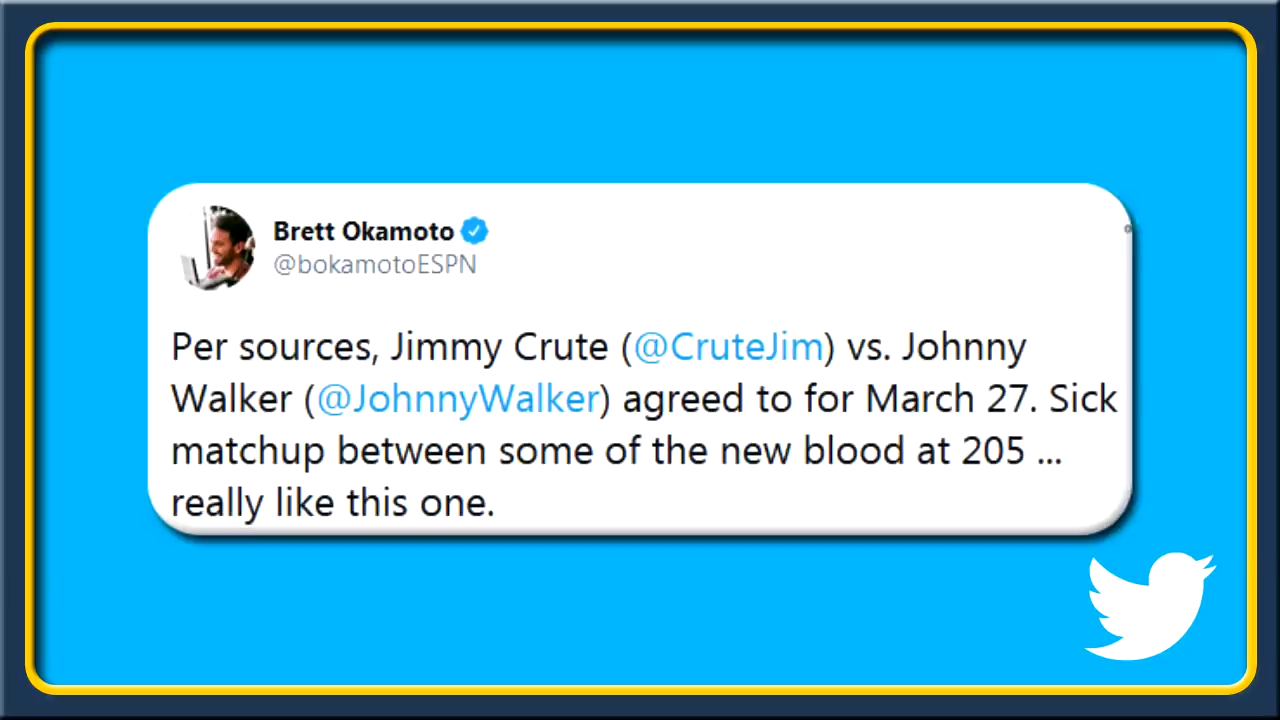 Brett Okamoto
@bokamotoESPN
Per sources, Jimmy Crute (@CruteJim) vs. Johnny
Walker (@JohnnyWalker) agreed to for March 27. Sick
matchup between some of the new blood at 205 ...
really like this one.